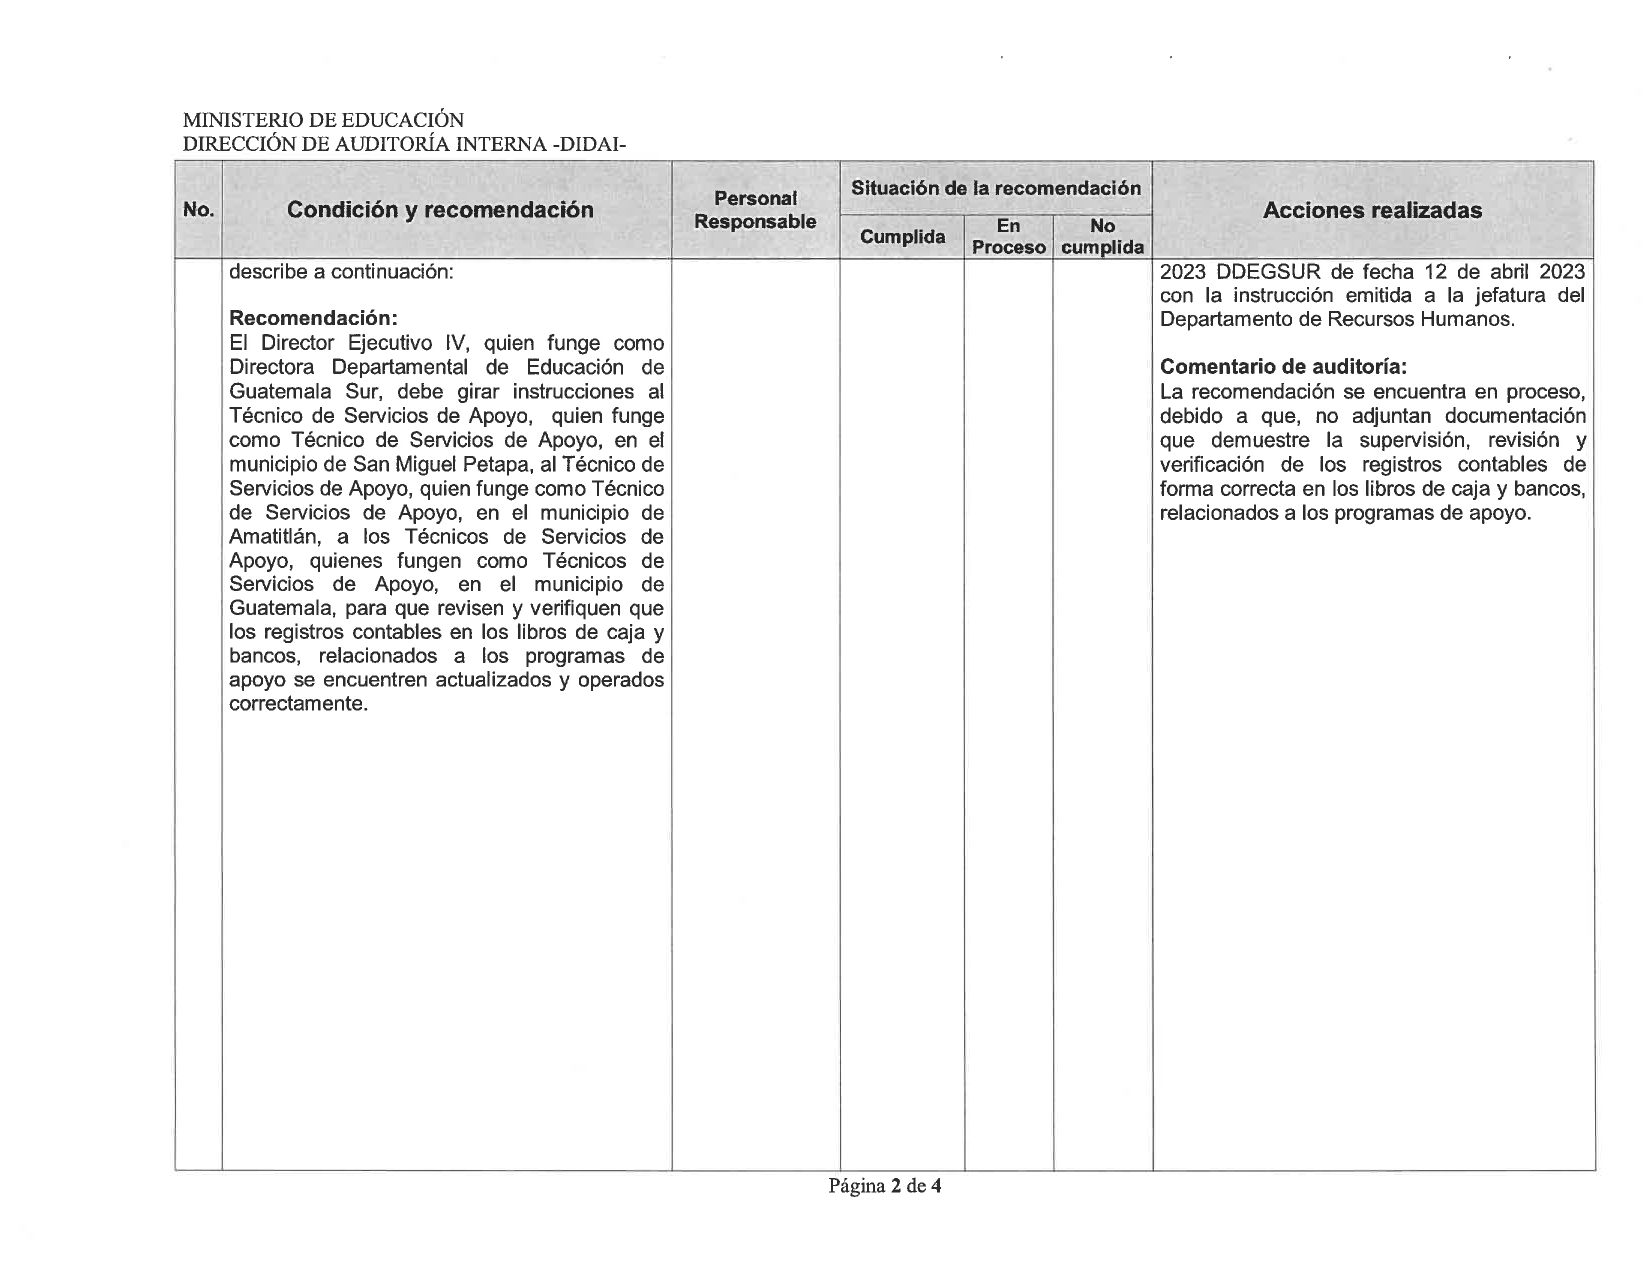 MINISTERIO DE EDUCACIÓN
DIRECCIÓN DE AUDITORÍA INTERNA -DIDAI-
No.
Condición y recomendación
Personal
Responsable
Situación de la recomendación
Cumplida
En
Proceso
No
cumplida
Acciones realizadas
describe a continuación:
Recomendación:
El Director Ejecutivo IV, quien funge como
Directora Departamental de Educación de
Guatemala Sur, debe girar instrucciones al
Técnico de Servicios de Apoyo, quien funge
como Técnico de Servicios de Apoyo, en el
municipio de San Miguel Petapa, al Técnico de
Servicios de Apoyo, quien funge como Técnico
de Servicios de Apoyo, en el municipio de
Amatitlán, a los Técnicos de Servicios de
Apoyo, quienes fungen como Técnicos de
Servicios de Apoyo, en el municipio de
Guatemala, para que revisen y verifiquen que
los registros contables en los libros de caja y
bancos, relacionados a los programas de
apoyo se encuentren actualizados y operados
correctamente.
2023 DDEGSUR de fecha 12 de abril 2023
con la instrucción emitida a la jefatura del
Departamento de Recursos Humanos.
Comentario de auditoría:
La recomendación se encuentra en proceso,
debido a que, no adjuntan documentación
que demuestre la supervisión, revisión y
verificación de los registros contables de
forma correcta en los libros de caja y bancos,
relacionados a los programas de apoyo.
Página 2 de 4